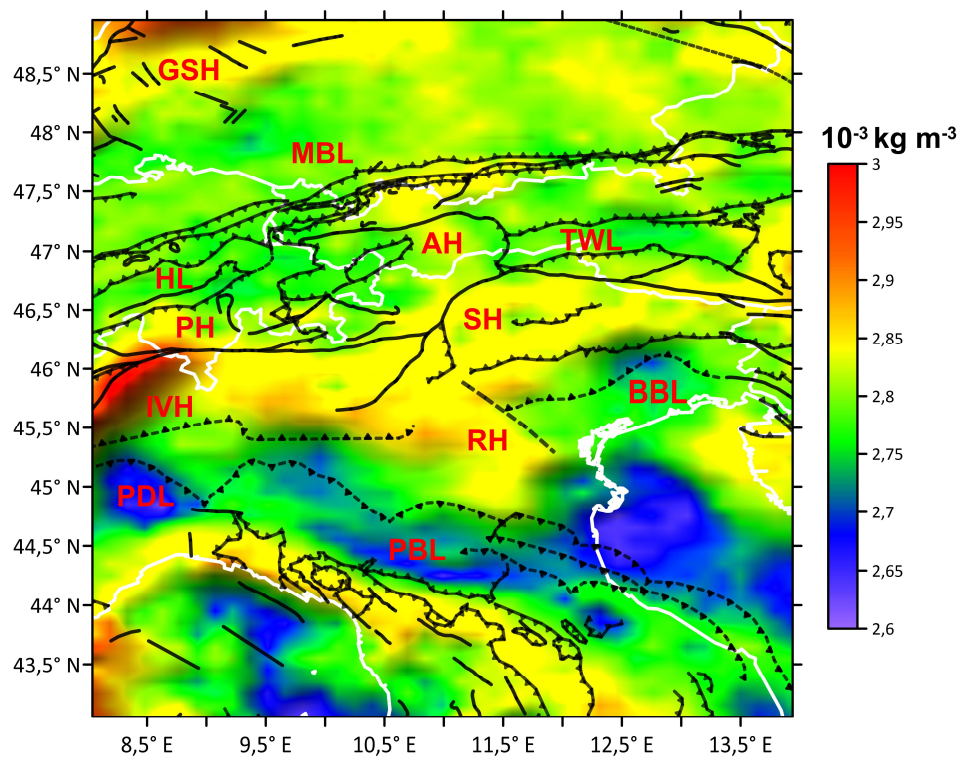 10-3 kg m-3
3
2,95
2,9
2,85
2,8
2,75
2,7
2,65
2,6
48,5° N
48° N
47,5° N
47° N
46,5° N
46° N
45,5° N
45° N
44,5° N
44° N
43,5° N
GSH
MBL
AH
TWL
HL
SH
PH
BBL
IVH
RH
PDL
PBL
8,5° E
9,5° E
10,5° E
11,5° E
12,5° E
13,5° E